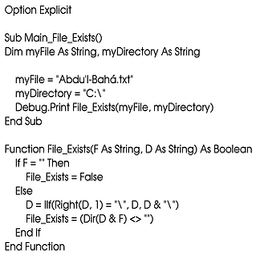 Option Explicit
Sub Main_File_Exists()
Dim myFile As String, myDirectory As String
myFile = "Abdu'l-Bahá.txt"
myDirectory = "C:\"
Debug.Print File_Exists(myFile, myDirectory)
End Sub
Function File_Exists(F As String, D As String) As Boolean
If F = "" Then
File_Exists = False
Else
D = IIf(Right(D, 1) = "\", D, D & "\")
File_Exists = (Dir(D & F) <> "")
End If
End Function